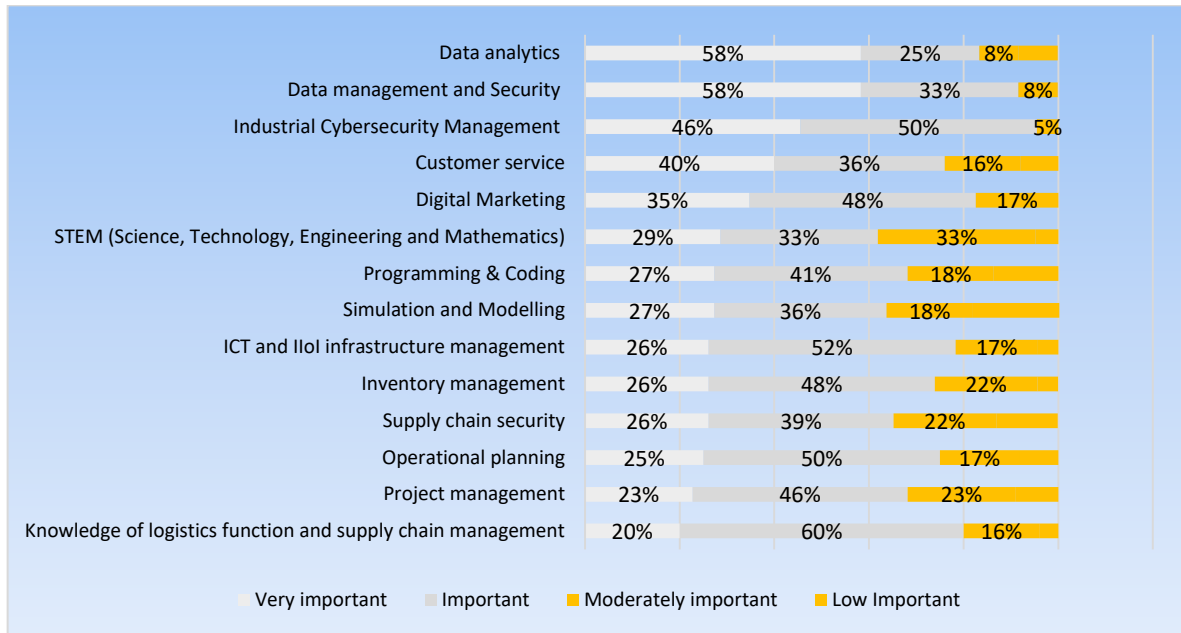 Data analytics 58% 25% 8%
Data management and Security 58% 33% 8%
Industrial Cybersecurity Management 46% 50% 5%
Customer service 40% 36% 16%
Digital Marketing 35% 48% 17%
STEM (Science, Technology, Engineering and Mathematics) 29% 33% 33%
Programming & Coding 27% 41% 18%
Simulation and Modelling 27% 36% 18%
ICT and IIoI infrastructure management 26% 52% 17%
Inventory management 26% 48% 22%
Supply chain security 26% 39% 22%
Operational planning 25% 50% 17%
Project management 23% 46% 23%
Knowledge of logistics function and supply chain management 20% 60% 16%
Very important Important Moderately important Low Important